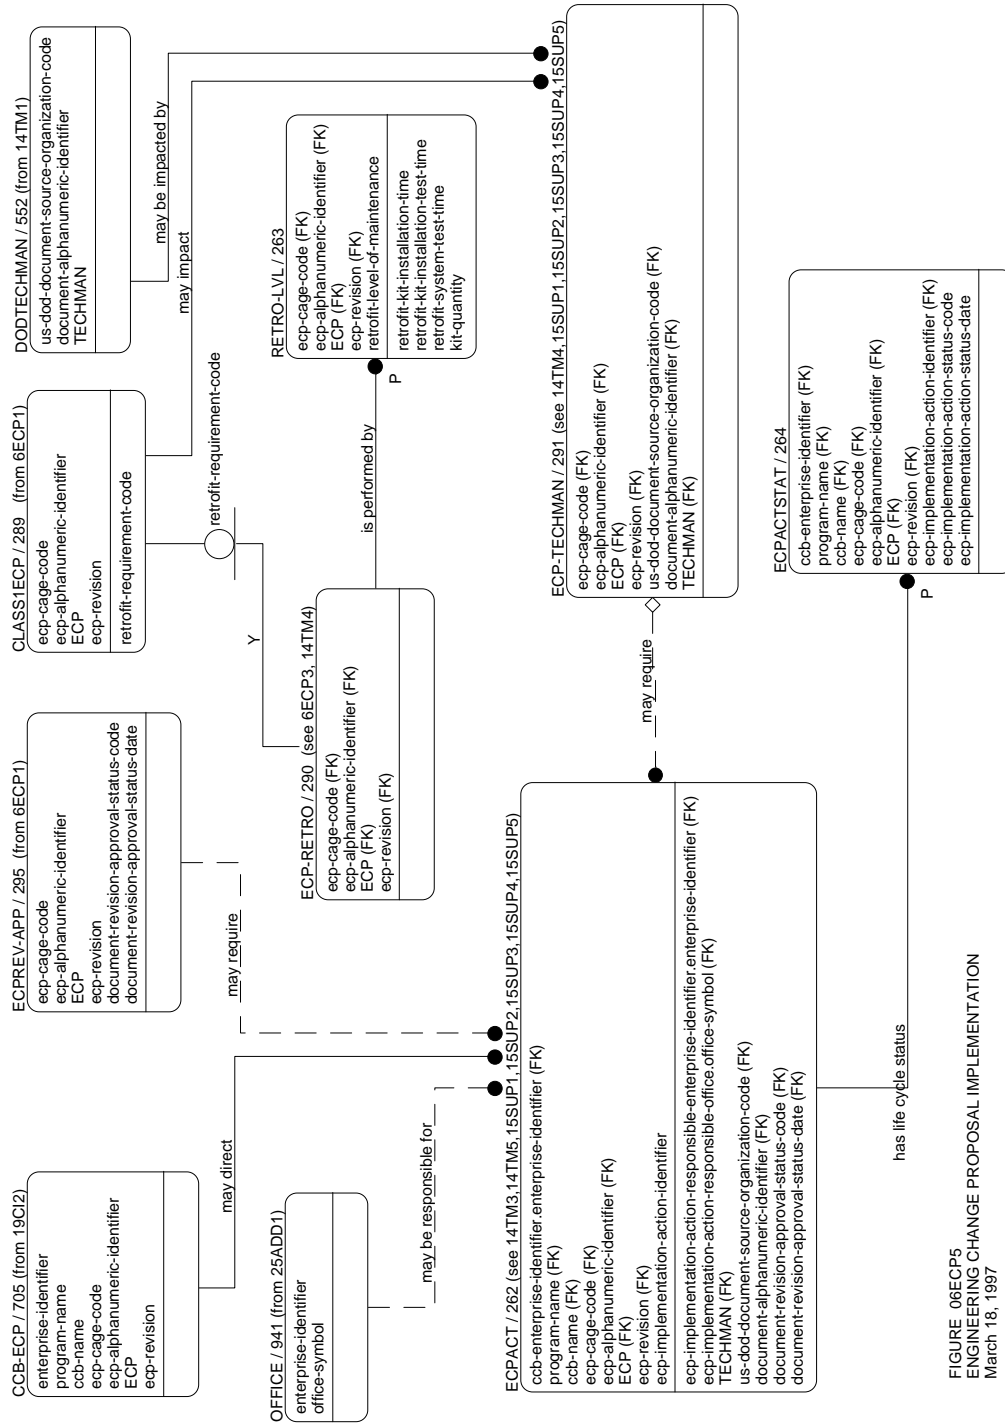 CCB-ECP / 705 (from 19CI2)
enterprise-identifier
program-name
ccb-name
ecp-cage-code
ecp-alphanumeric-identifier
ECP
ecp-revision
may direct
OFFICE / 941 (from 25ADD1)
enterprise-identifier
office-symbol
may be responsible for
ECPREV-APP / 295 (from 6ECP1)
ecp-cage-code
ecp-alphanumeric-identifier
ECP
ecp-revision
document-revision-approval-status-code
document-revision-approval-status-date
may require
CLASS1ECP / 289 (from 6ECP1)
ecp-cage-code
ecp-alphanumeric-identifier
ECP
ecp-revision
retrofit-requirement-code
retrofit-requirement-code
Y
DODTECHMAN / 552 (from 14TM1)
us-dod-document-source-organization-code
document-alphanumeric-identifier
TECHMAN
may be impacted by
may impact
ECP-RETRO / 290 (see 6ECP3, 14TM4)
ecp-cage-code (FK)
ecp-alphanumeric-identifier (FK)
ECP (FK)
ecp-revision (FK)
is performed by
RETRO-LVL / 263
ecp-cage-code (FK)
ecp-alphanumeric-identifier (FK)
ECP (FK)
ecp-revision (FK)
retrofit-level-of-maintenance
retrofit-kit-installation-time
retrofit-kit-installation-test-time
retrofit-system-test-time
kit-quantity
P
ECPACT / 262 (see 14TM3,14TM5,15SUP1,15SUP2,15SUP3,15SUP4,15SUP5)
ccb-enterprise-identifier.enterprise-identifier (FK)
program-name (FK)
ccb-name (FK)
ecp-cage-code (FK)
ecp-alphanumeric-identifier (FK)
ECP (FK)
ecp-revision (FK)
ecp-implementation-action-identifier
ecp-implementation-action-responsible-enterprise-identifier.enterprise-identifier (FK)
ecp-implementation-action-responsible-office.office-symbol (FK)
TECHMAN (FK)
us-dod-document-source-organization-code (FK)
document-alphanumeric-identifier (FK)
document-revision-approval-status-code (FK)
document-revision-approval-status-date (FK)
may require
ECP-TECHMAN / 291 (see 14TM4,15SUP1,15SUP2,15SUP3,15SUP4,15SUP5)
ecp-cage-code (FK)
ecp-alphanumeric-identifier (FK)
ECP (FK)
ecp-revision (FK)
us-dod-document-source-organization-code (FK)
document-alphanumeric-identifier (FK)
TECHMAN (FK)
has life cycle status
P
ECPACTSTAT / 264
ccb-enterprise-identifier (FK)
program-name (FK)
ccb-name (FK)
ecp-cage-code (FK)
ecp-alphanumeric-identifier (FK)
ECP (FK)
ecp-revision (FK)
ecp-implementation-action-identifier (FK)
ecp-implementation-action-status-code
ecp-implementation-action-status-date
FIGURE 06ECP5
ENGINEERING CHANGE PROPOSAL IMPLEMENTATION
March 18, 1997